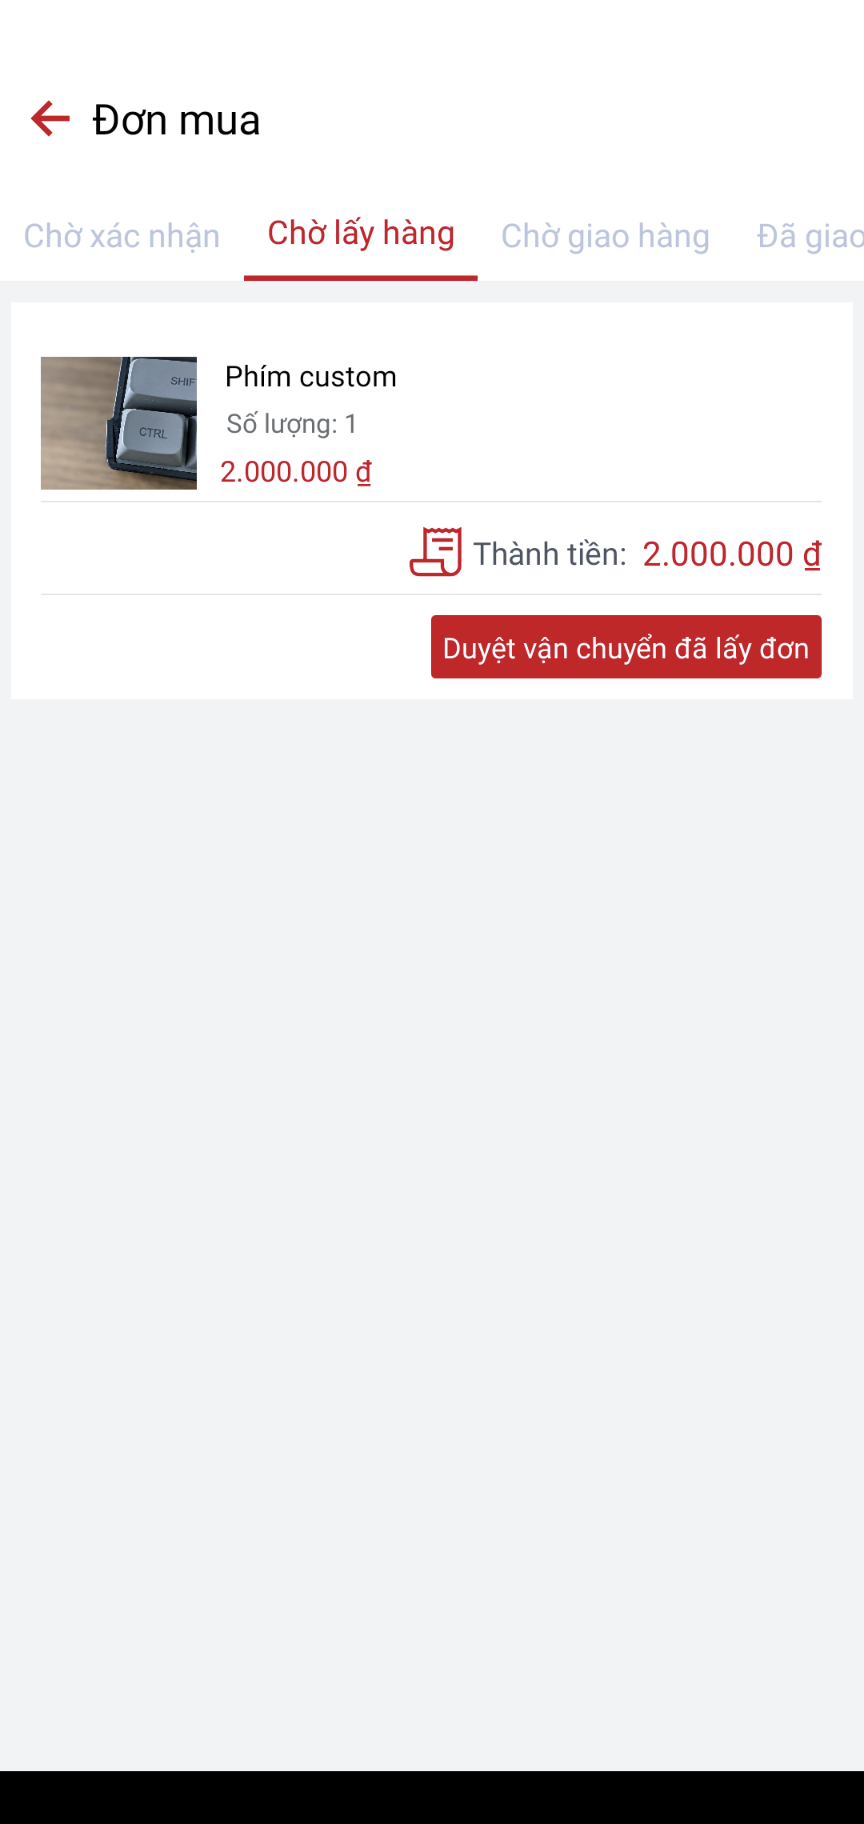 Đơn mua
Chờ xác nhận Chờ lấy hàng Chờ giao hàng Đã giao
SHIF
CTRL
Phím custom
Số lượng: 1
2.000.000 ₫
Thành tiền: 2.000.000 ₫
Duyệt vận chuyển đã lấy đơn